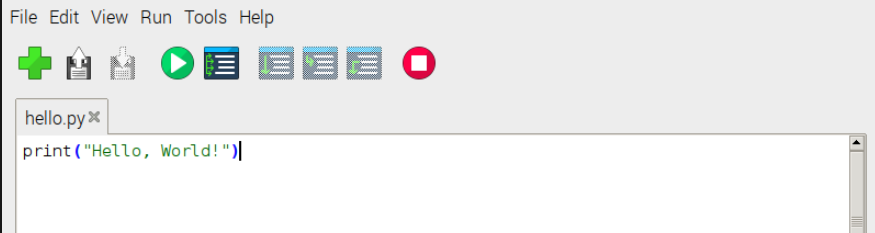 File Edit View Run Tools Help
hello.py
print("Hello, World!")